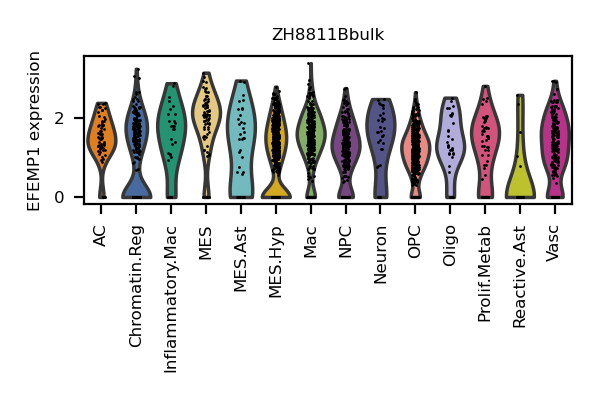 ZH8811Bbulk
EFEMP1 expression
2
0
AC
Chromatin.Reg
Inflammatory.Mac
MES
MES.Ast
MES.Hyp
Mac
NPC
Neuron
OPC
Oligo
Prolif.Metab
Reactive.Ast
Vasc